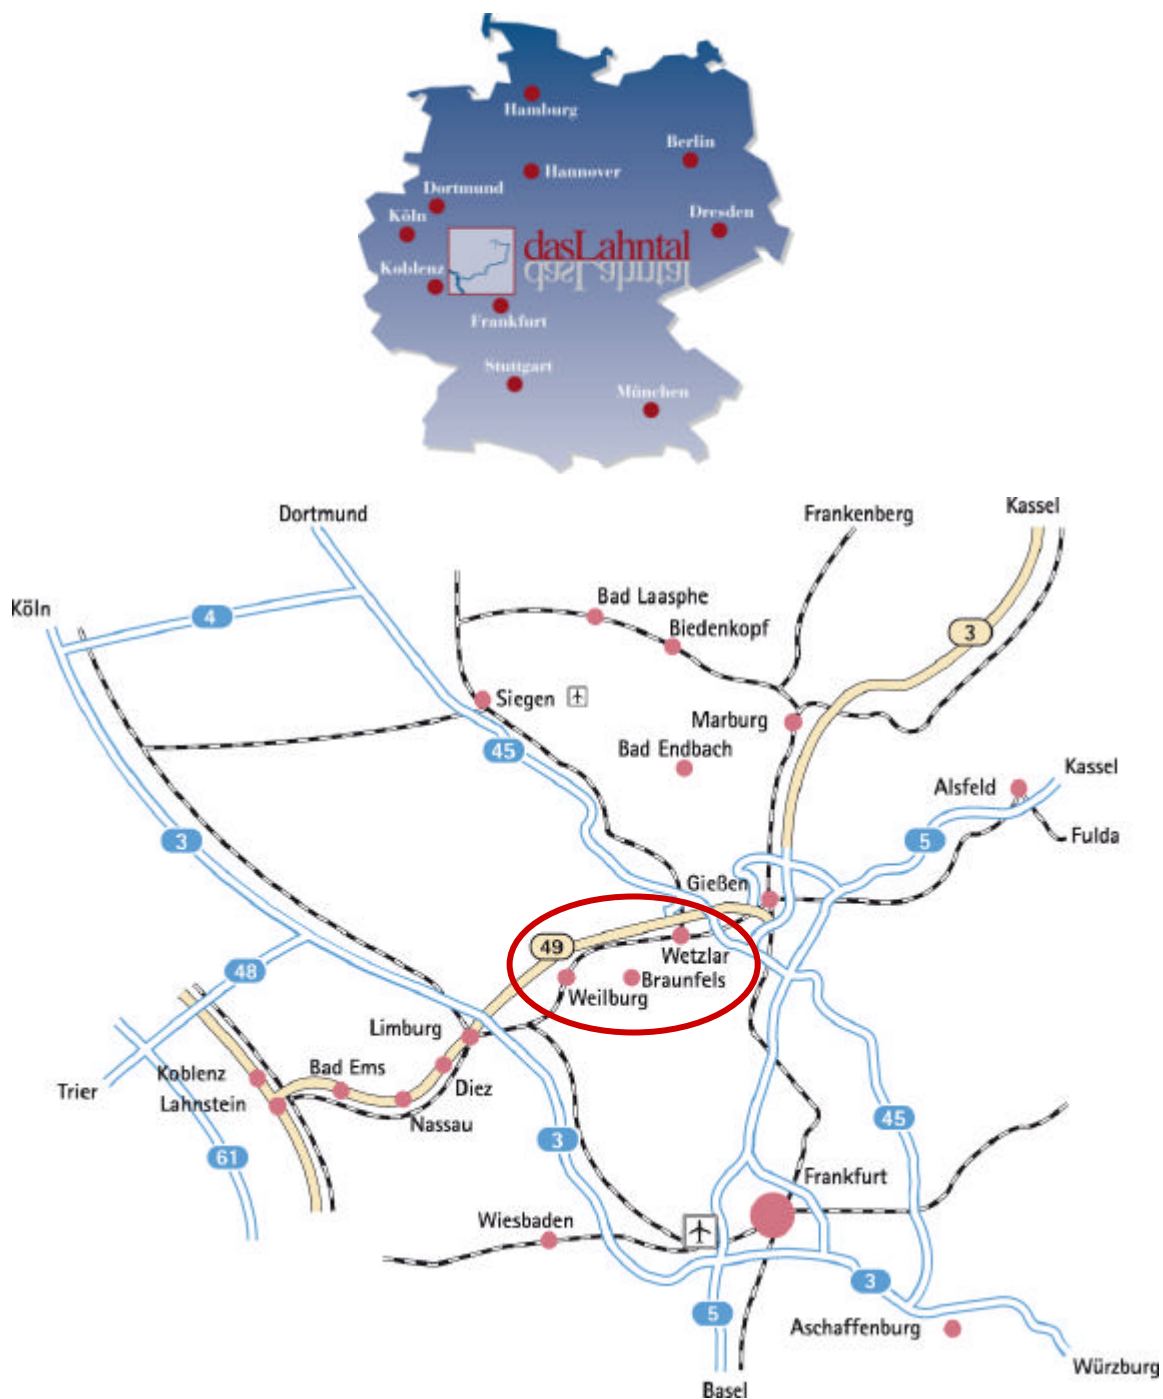 Hamburg
Berlin
Hannover
Dortmund
Dresden
Köln
dasLahntal
dasLahntal
Koblenz
Frankfurt
Stuttgart
München
Dortmund
Frankenberg
Kassel
Köln
4
Bad Laasphe
Biedenkopf
3
Siegen
Marburg
45
Bad Endbach
Kassel
Alsfeld
3
5
Fulda
Gießen
49
Wetzlar
48
Braunfels
Weilburg
Limburg
Koblenz
Bad Ems
Trier
Diez
Lahnstein
Nassau
45
61
3
Frankfurt
Wiesbaden
3
5
Aschaffenburg
Würzburg
Basel